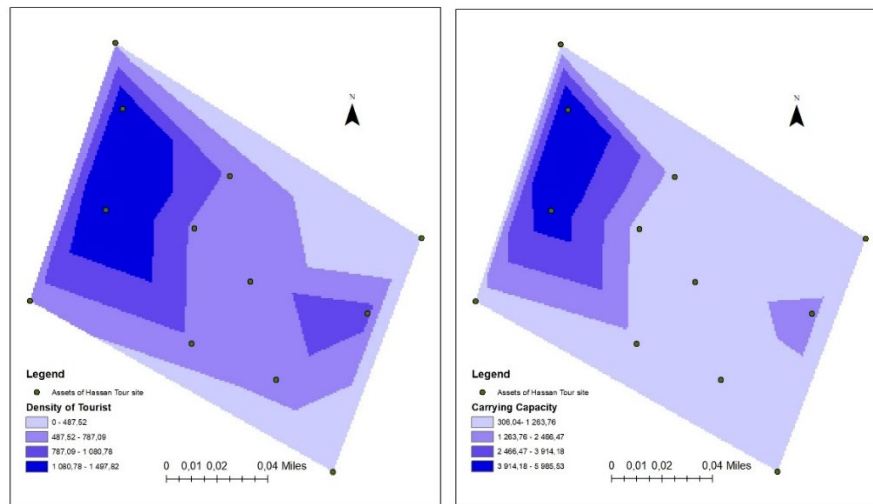 N
Legend
Assets of Hassan Tour site
Density of Tourist
0 - 487,52
487,52 - 787,09
787,09 - 1 080,78
1 080,78 - 1 497,82
0 0,01 0,02 0,04 Miles
N
Legend
Assets of Hassan Tour site
Carrying Capacity
306,04- 1 263,76
1 263,76 - 2 466,47
2 466,47 - 3 914,18
3 914,18 - 5 985,53
0 0,01 0,02 0,04 Miles